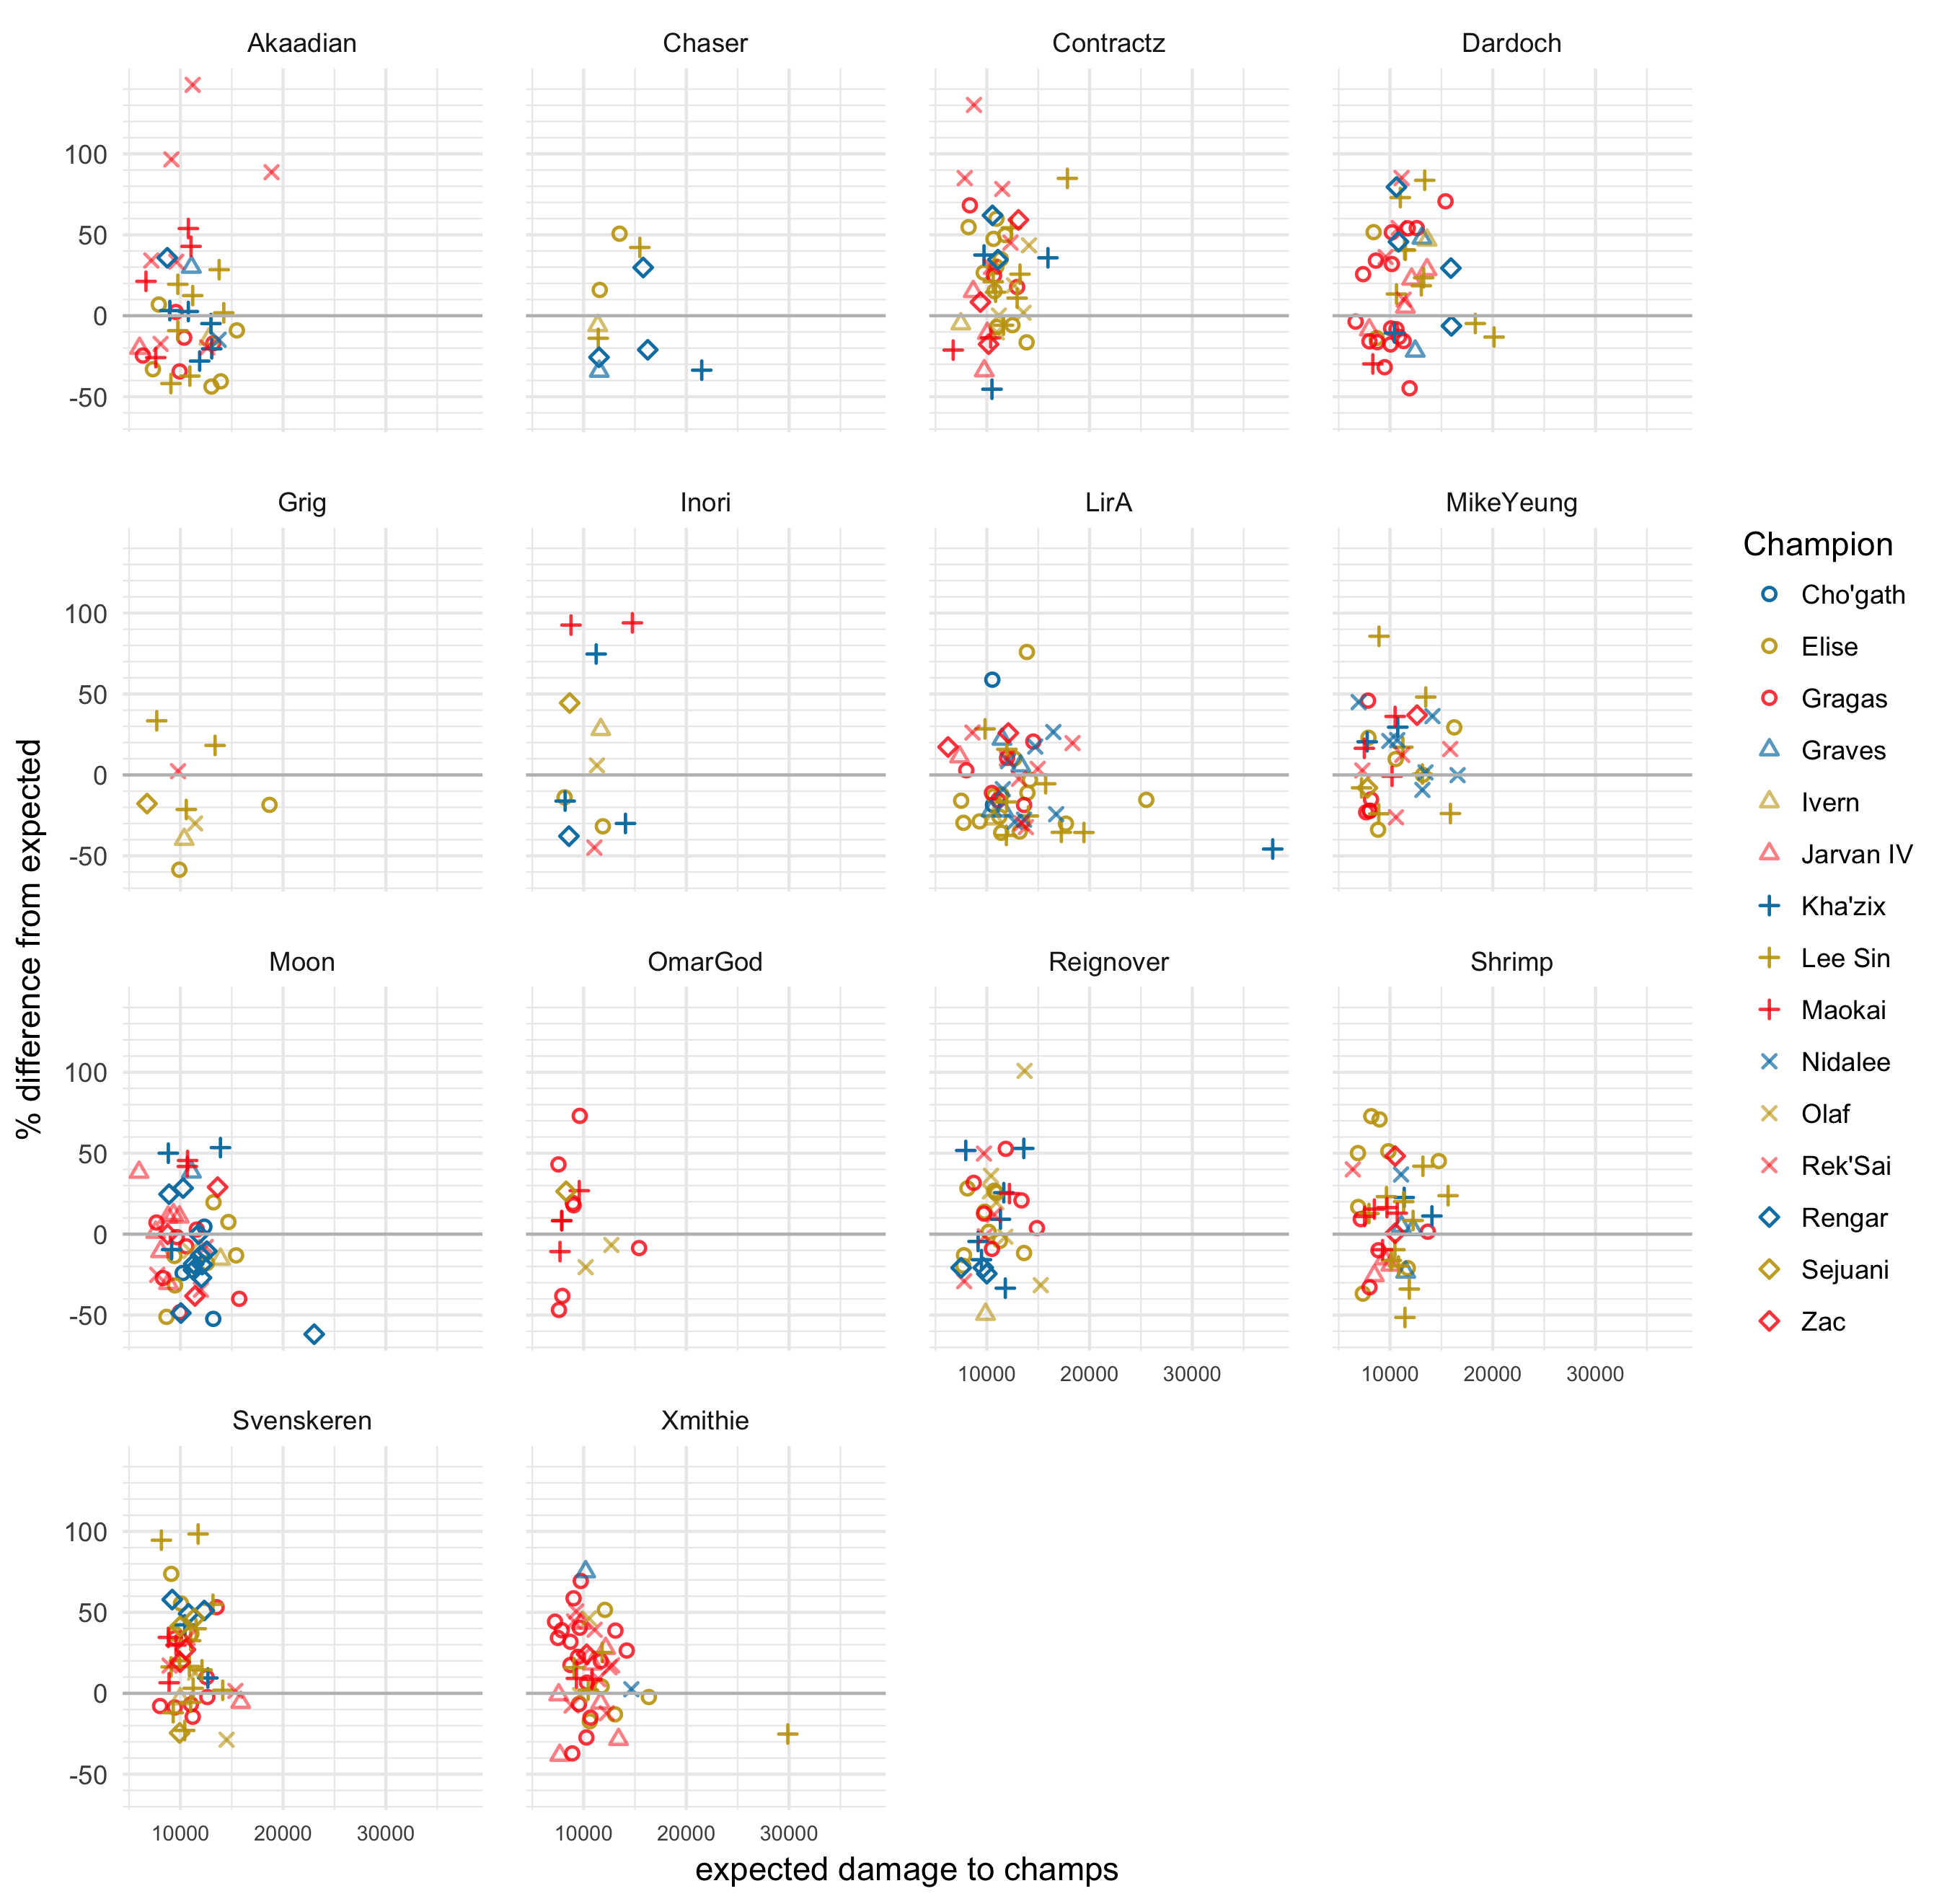 Akaadian Chaser Contractz Dardoch
100
50
0
-50
Grig Inori LirA MikeYeung
100
50
0
-50
Moon OmarGod Reignover Shrimp
100
50
0
-50
10000 20000 30000 10000 20000 30000
Svenskeren Xmithie
100
50
0
-50
10000 20000 30000 10000 20000 30000
expected damage to champs
% difference from expected
Champion
Cho'gath
Elise
Gragas
Graves
Ivern
Jarvan IV
Kha'zix
Lee Sin
Maokai
Nidalee
Olaf
Rek'Sai
Rengar
Sejuani
Zac